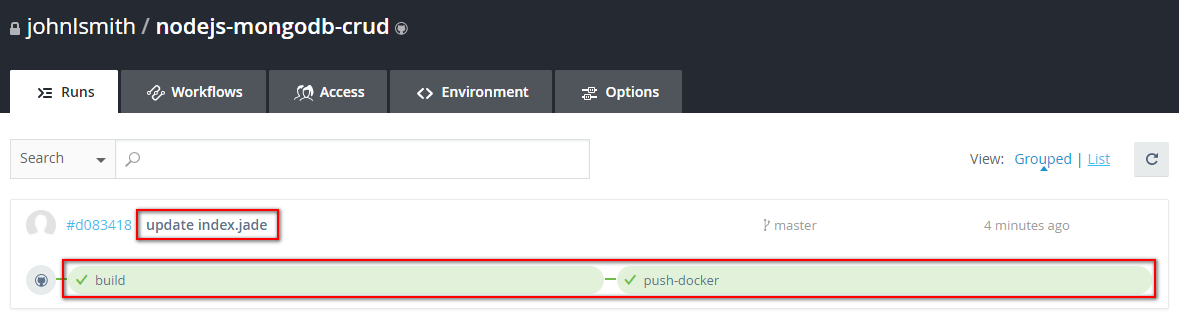 johnlsmith / nodejs-mongodb-crud
Runs Workflows Access Environment Options
Search View: Grouped | List
#d083418 update index.jade master 4 minutes ago
build push-docker